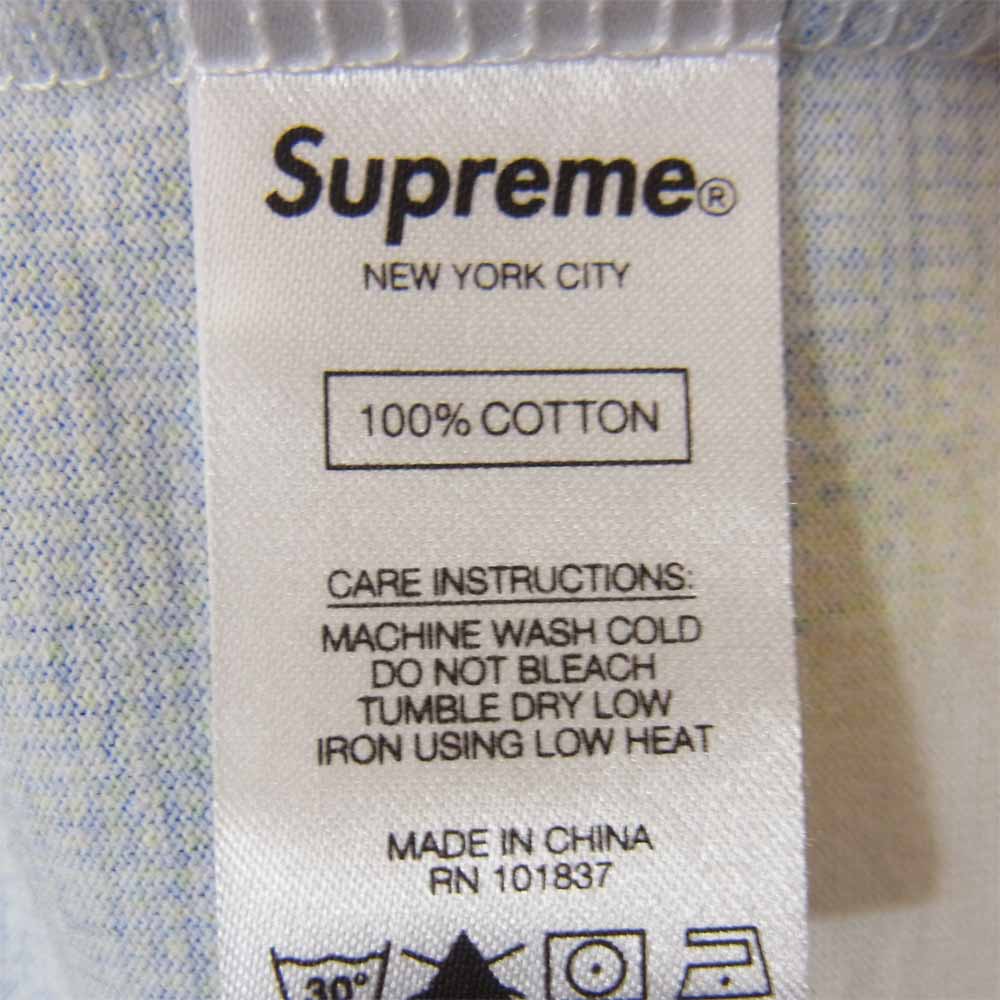 Supreme®
NEW YORK CITY
100% COTTON
CARE INSTRUCTIONS:
MACHINE WASH COLD
DO NOT BLEACH
TUMBLE DRY LOW
IRON USING LOW HEAT
MADE IN CHINA
RN 101837
30°